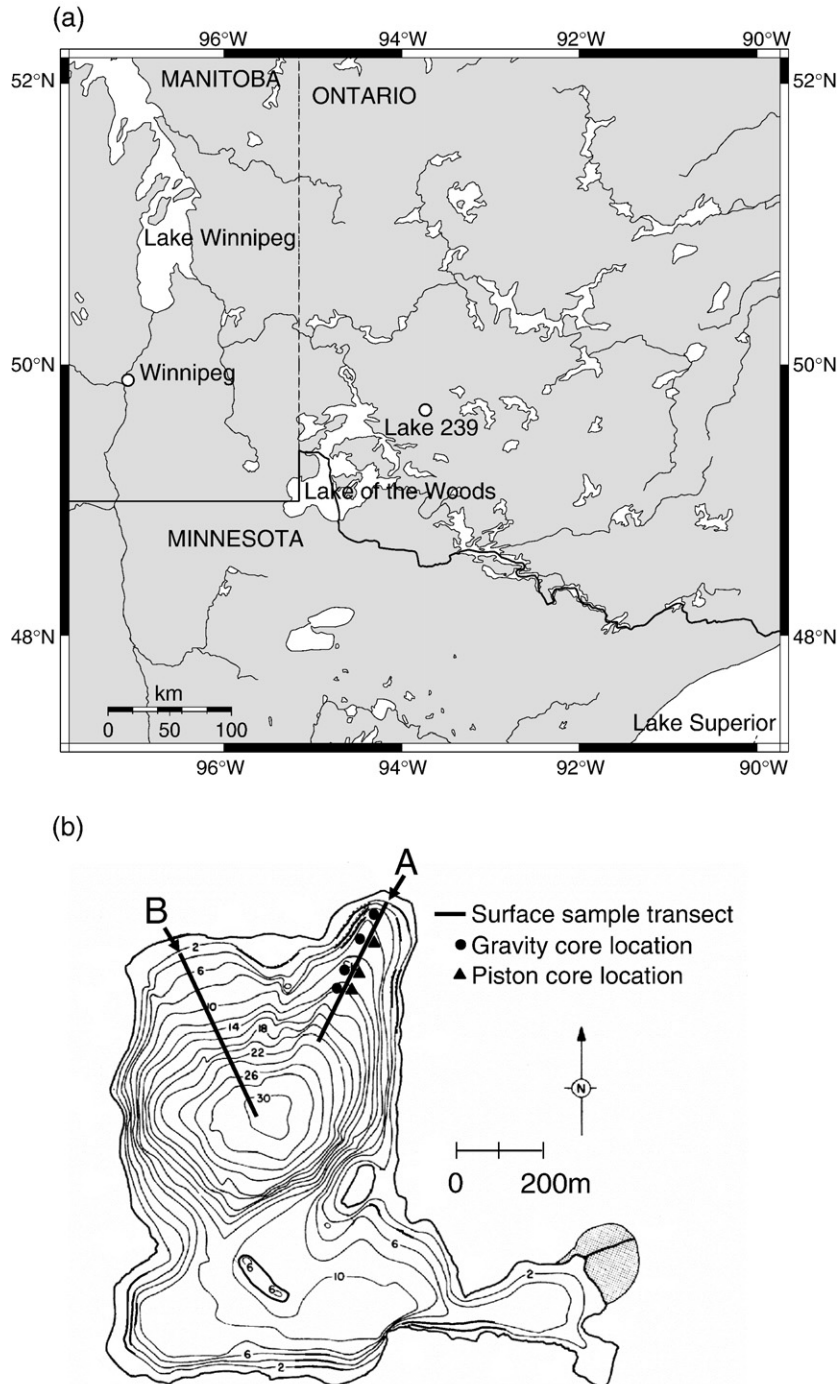 (a)
96°W 94°W 92°W 90°W
52°N 52°N
MANITOBA
ONTARIO
Lake Winnipeg
50°N 50°N
Winnipeg
Lake 239
Lake of the Woods
MINNESOTA
48°N 48°N
km
0 50 100
Lake Superior
96°W 94°W 92°W 90°W
(b)
A
B
Surface sample transect
Gravity core location
Piston core location
2
6
10
14 18
22
26
30
N
0 200m
6
6
6
10
2
6
2